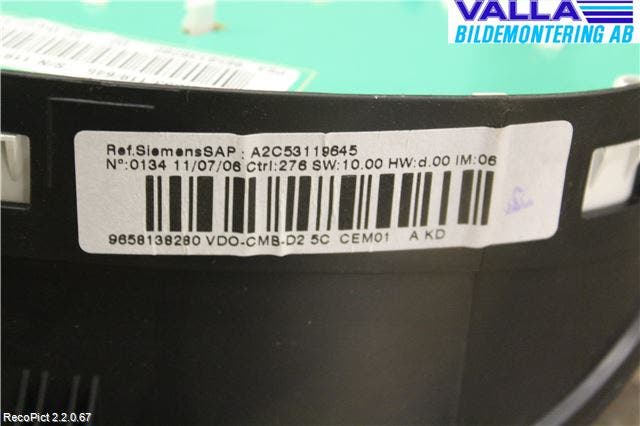 VALLA
BILDEMONTERING AB
Ref.SiemensSAP : A2C53119645
Nº:0134 11/07/06 Ctrl:276 SW:10.00 HW:d.00 IM:06
9658138280 VDO-CMB-D2 5C CEM01 A KD
RecoPict 2.2.0.67